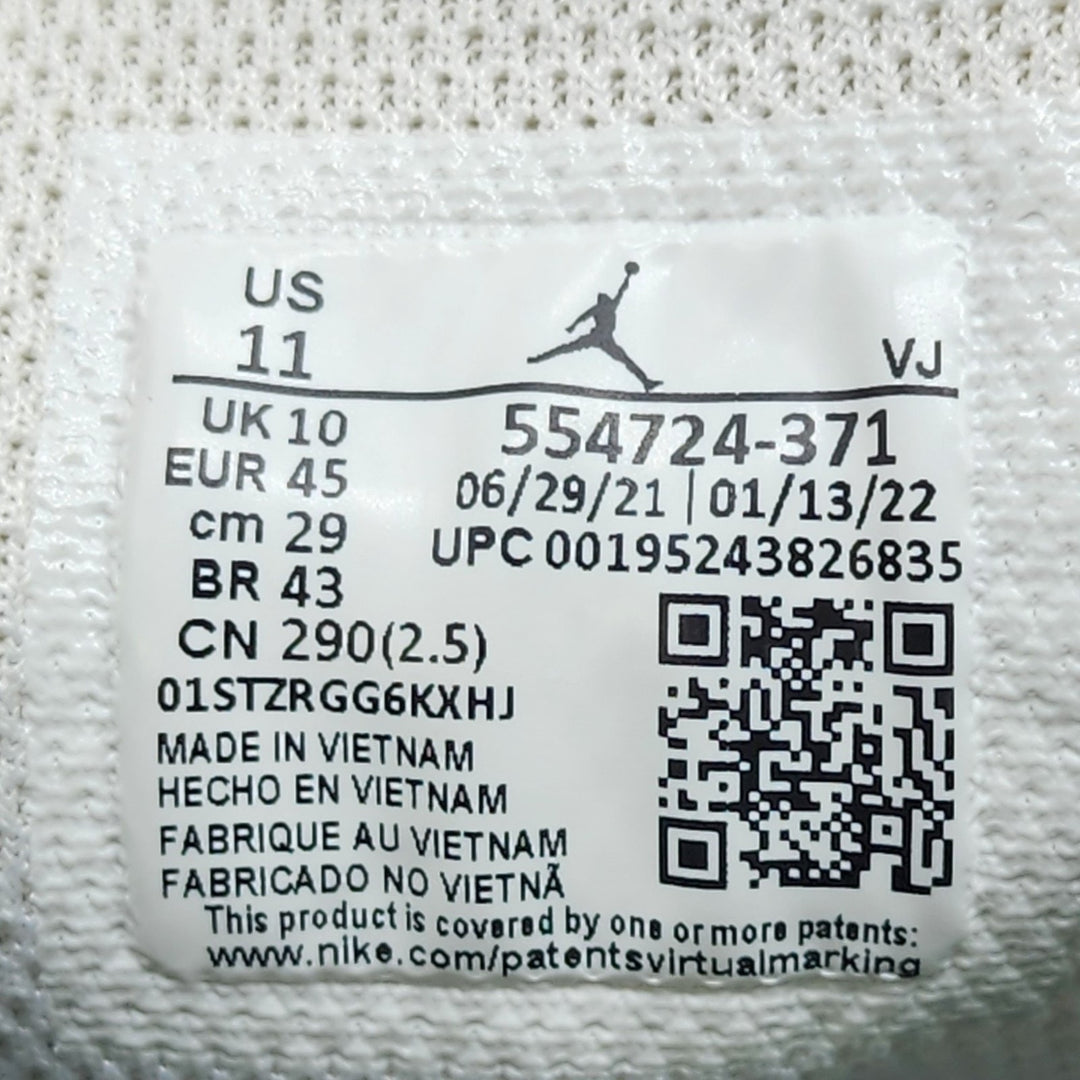 US
11
VJ
UK 10
EUR 45
cm 29
BR 43
CN 290(2.5)
01STZRGG6KXHJ
554724-371
06/29/21 | 01/13/22
UPC 00195243826835
MADE IN VIETNAM
HECHO EN VIETNAM
FABRIQUE AU VIETNAM
FABRICADO NO VIETNÃ
This product is covered by one or more patents:
www.nike.com/patentsvirtualmarking